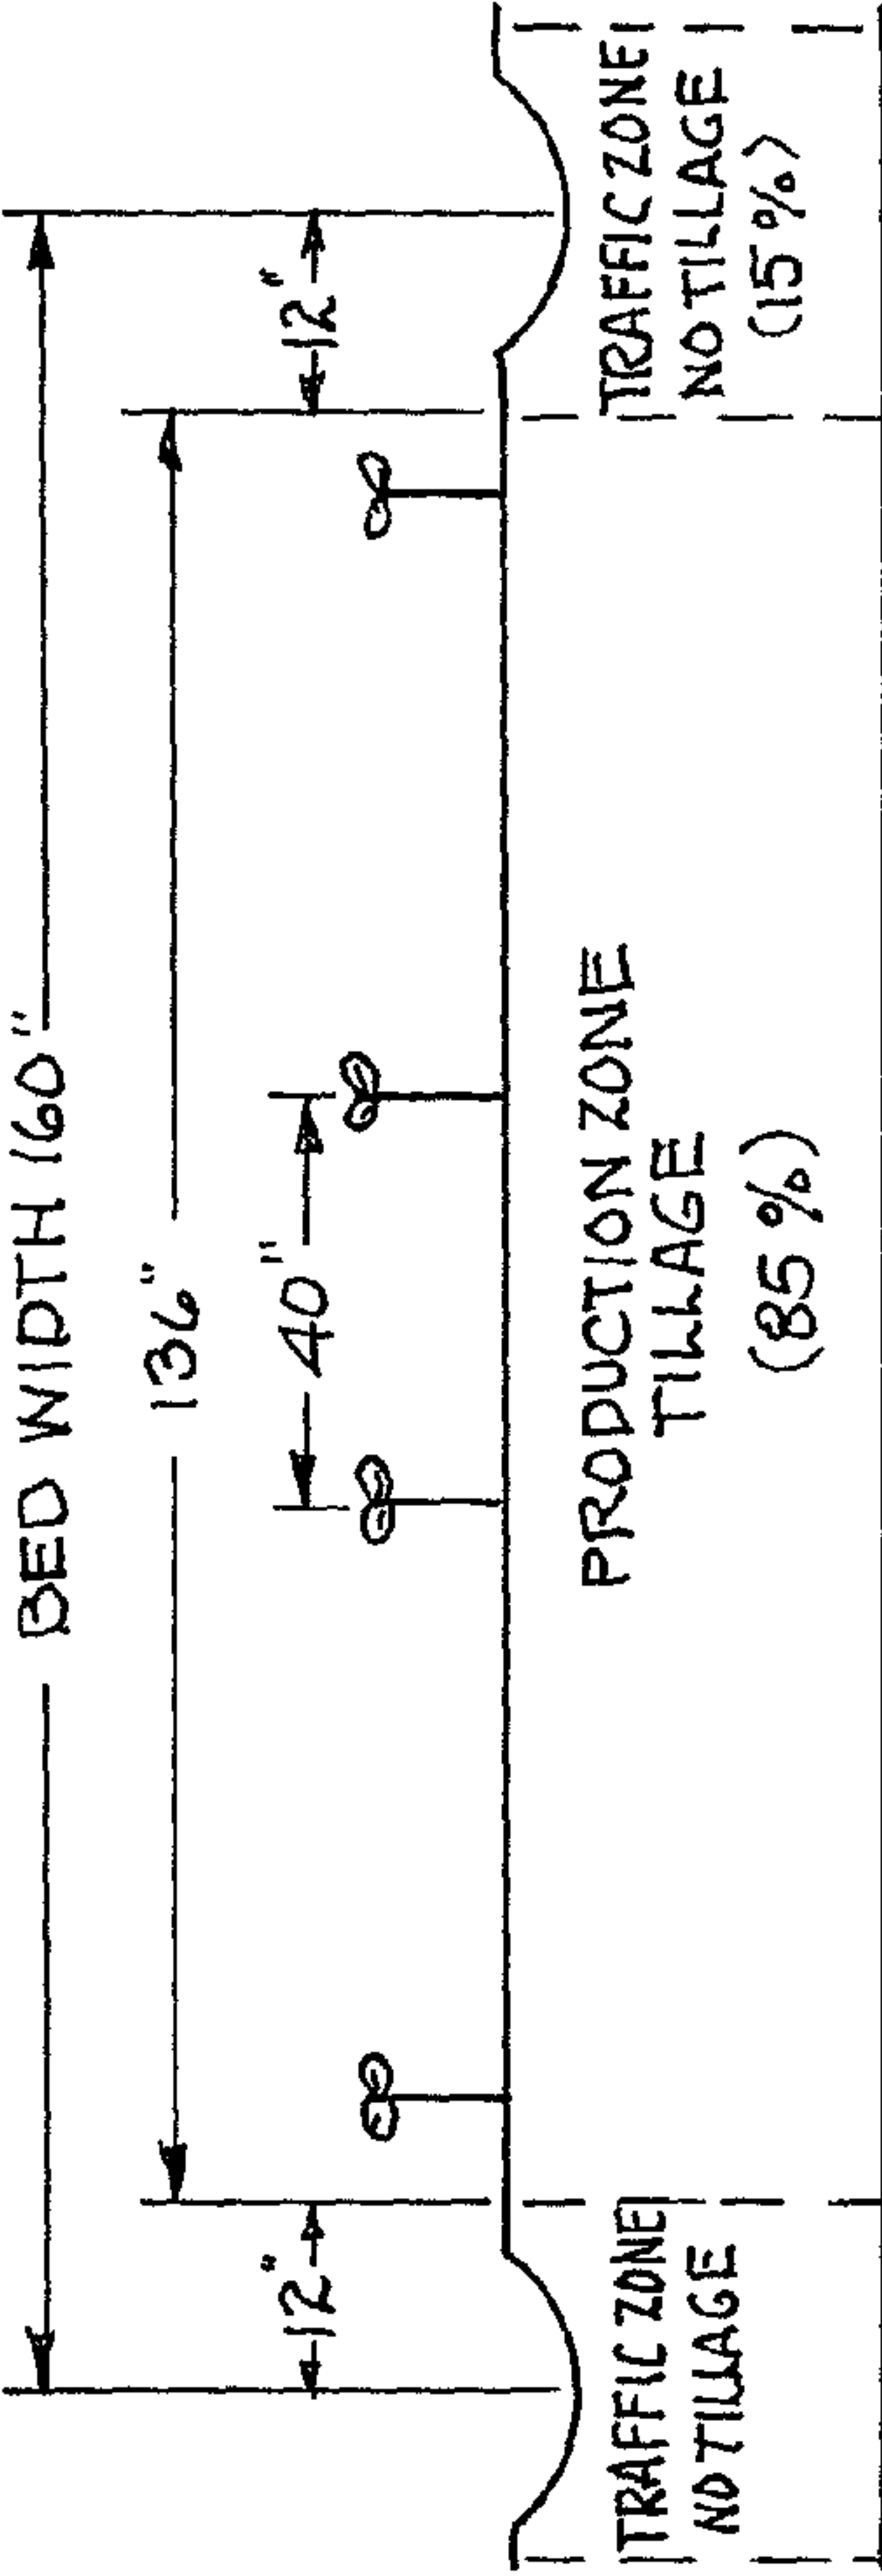 BED WIDTH 160"
136"
12"
40"
12"
TRAFFIC ZONE
NO TILLAGE
PRODUCTION ZONE
TILLAGE
(85%)
TRAFFIC ZONE
NO TILLAGE
(15%)